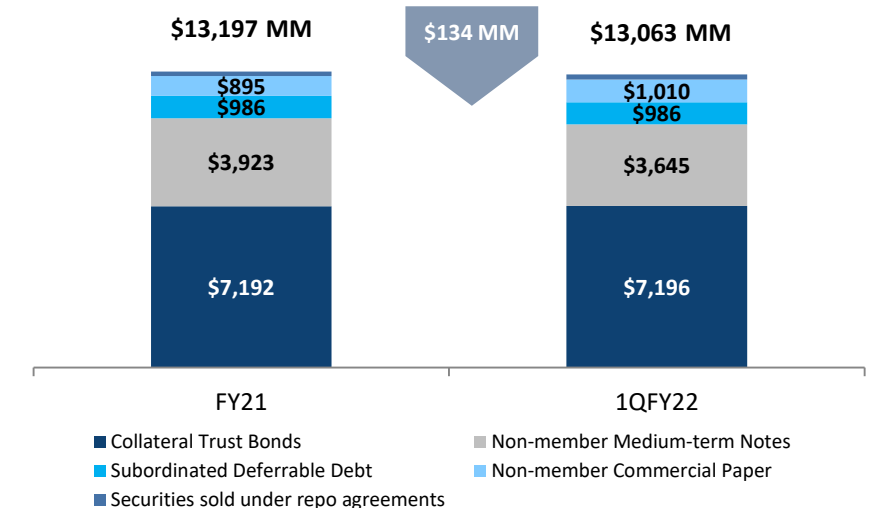 $13,197 MM
$134 MM
$13,063 MM
$895
$986
$3,923
$7,192
$1,010
$986
$3,645
$7,196
FY21
1QFY22
Collateral Trust Bonds
Non-member Medium-term Notes
Subordinated Deferrable Debt
Non-member Commercial Paper
Securities sold under repo agreements